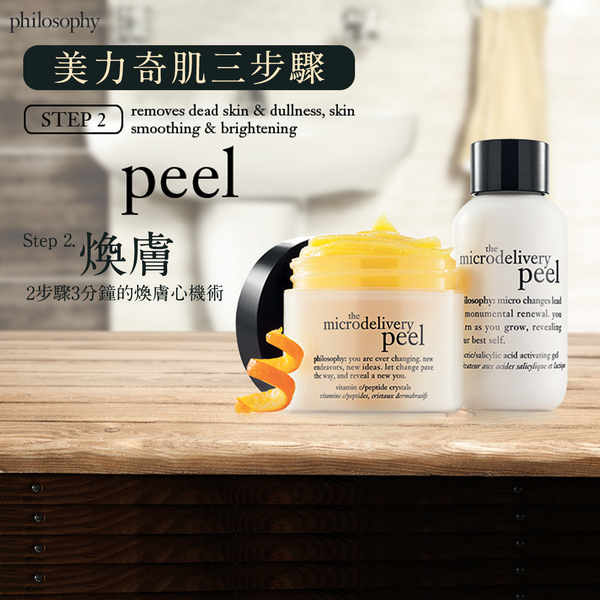 philosophy
美力奇肌三步驟
STEP 2
removes dead skin & dullness, skin
smoothing & brightening
peel
Step 2. 煥膚
2步驟3分鐘的煥膚心機術
the
microdelivery
peel
philosophy: you are ever changing. new
endeavors, new ideas. let change pave
the way, and reveal a new you.
vitamin c/peptide crystals
vitamine c/peptides, cristaux dermabrasifs
the
microdelivery
peel
ilosophy: micro changes lead
monumental renewal. you
rn as you grow, revealing
ur best self.
actic/salicylic acid activating gel
cateur aux acides salicylique et lactique